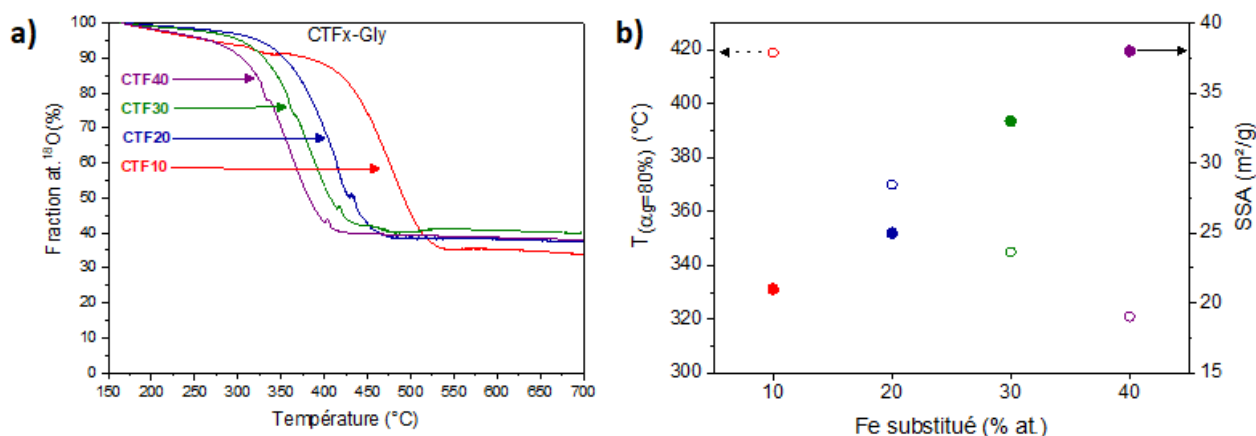 a)
CTFx-Gly
CTF40
CTF30
CTF20
CTF10
Fraction at. ¹⁸O (%)
100
90
80
70
60
50
40
30
20
10
0
150 200 250 300 350 400 450 500 550 600 650 700
Température (°C)
b)
T(αg=80%) (°C)
420
400
380
360
340
320
300
40
35
30
25
20
15
SSA (m²/g)
10 20 30 40
Fe substitué (% at.)